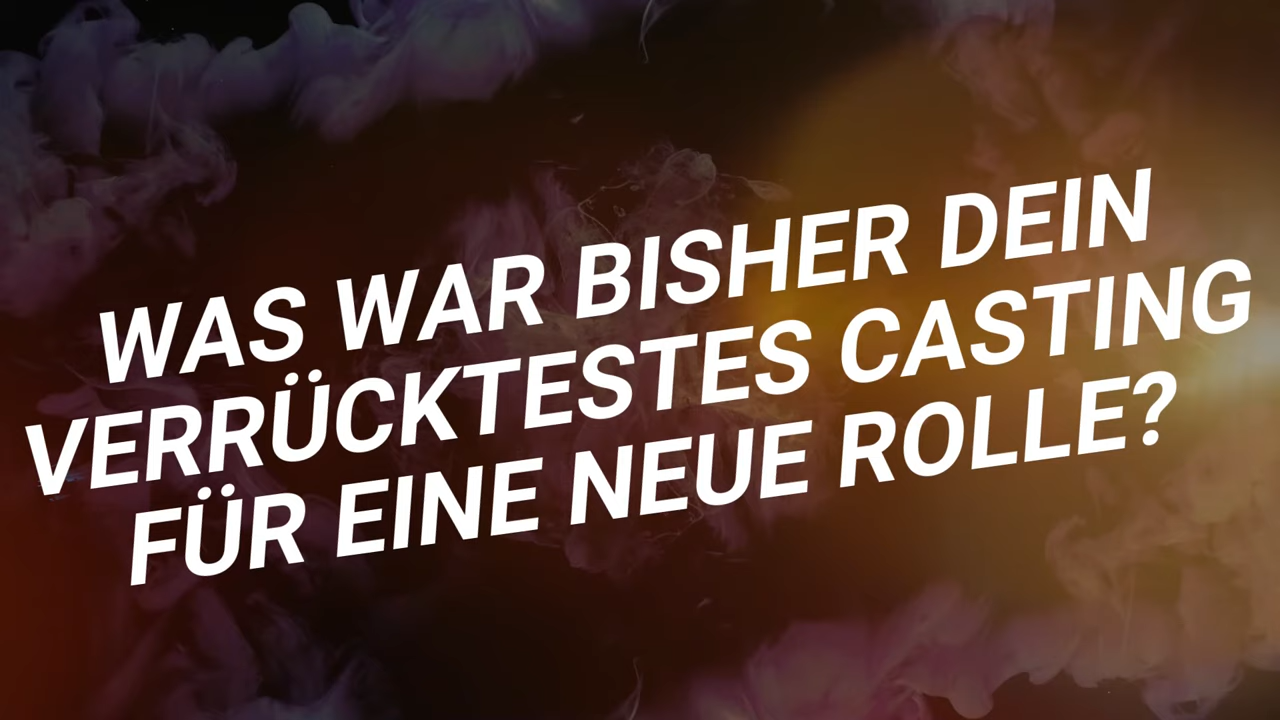 WAS WAR BISHER DEIN
VERRÜCKTESTES CASTING
FÜR EINE NEUE ROLLE?